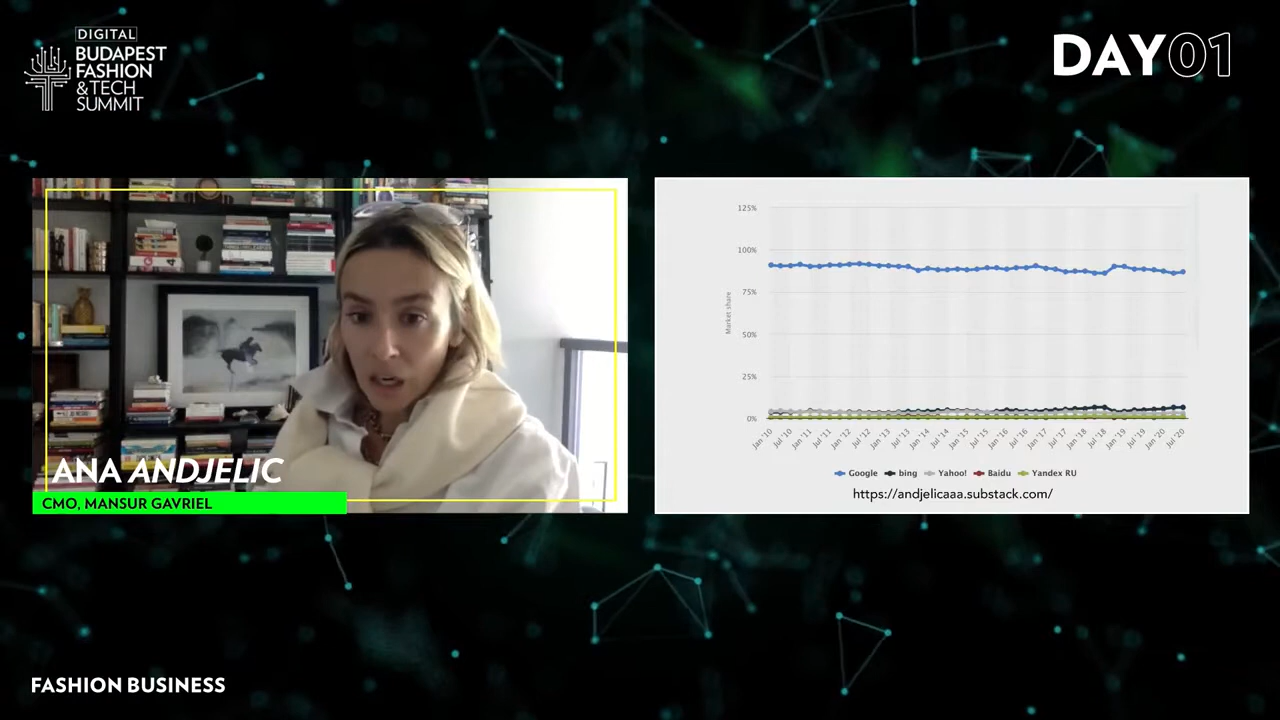 DIGITAL
BUDAPEST
FASHION
&TECH
SUMMIT
DAY01
ANA ANDJELIC
CMO, MANSUR GAVRIEL
125%
100%
75%
50%
25%
0%
Market share
Jan '10
Jul '10
Jan '11
Jul '11
Jan '12
Jul '12
Jan '13
Jul '13
Jan '14
Jul '14
Jan '15
Jul '15
Jan '16
Jul '16
Jan '17
Jul '17
Jan '18
Jul '18
Jan '19
Jul '19
Jan '20
Jul '20
Google bing Yahoo! Baidu Yandex RU
https://andjelicaaa.substack.com/
FASHION BUSINESS